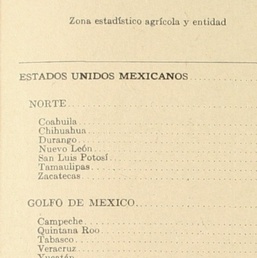 Zona estadístico agrícola y entidad
ESTADOS UNIDOS MEXICANOS
NORTE
Coahuila
Chihuahua
Durango
Nuevo León
San Luis Potosí
Tamaulipas
Zacatecas
GOLFO DE MEXICO
Campeche
Quintana Roo
Tabasco
Veracruz
Yucatán